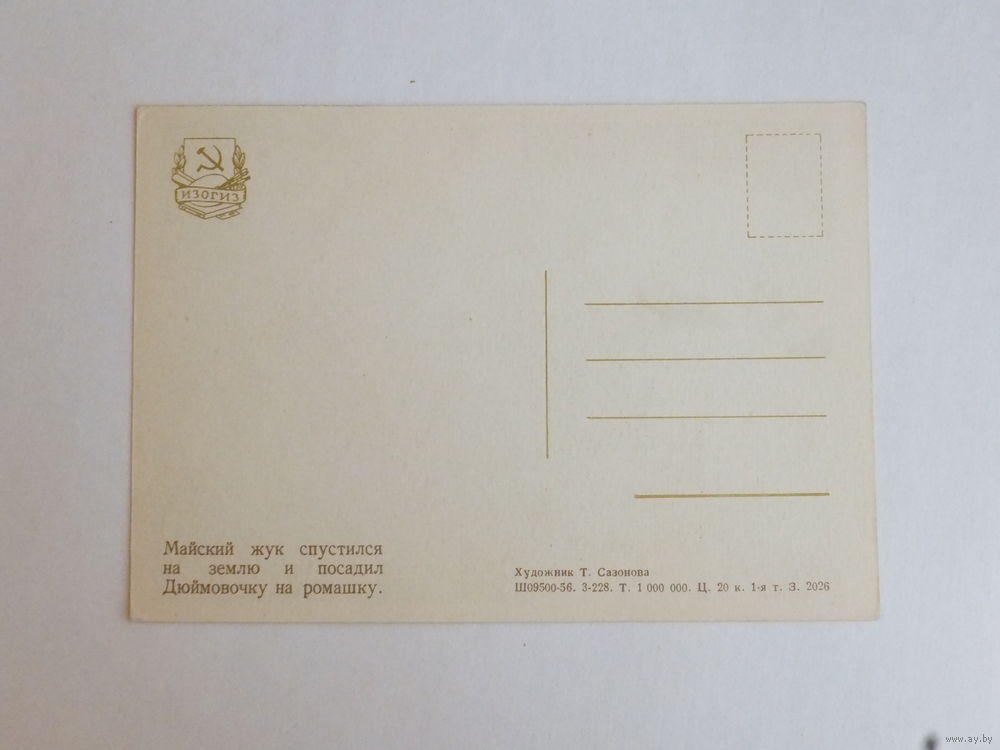 ИЗОГИЗ
Майский жук спустился
на землю и посадил
Дюймовочку на ромашку.
Художник Т. Сазонова
Ш09500-56. 3-228. Т. 1 000 000. Ц. 20 к. 1-я т. З. 2026
www.ay.by